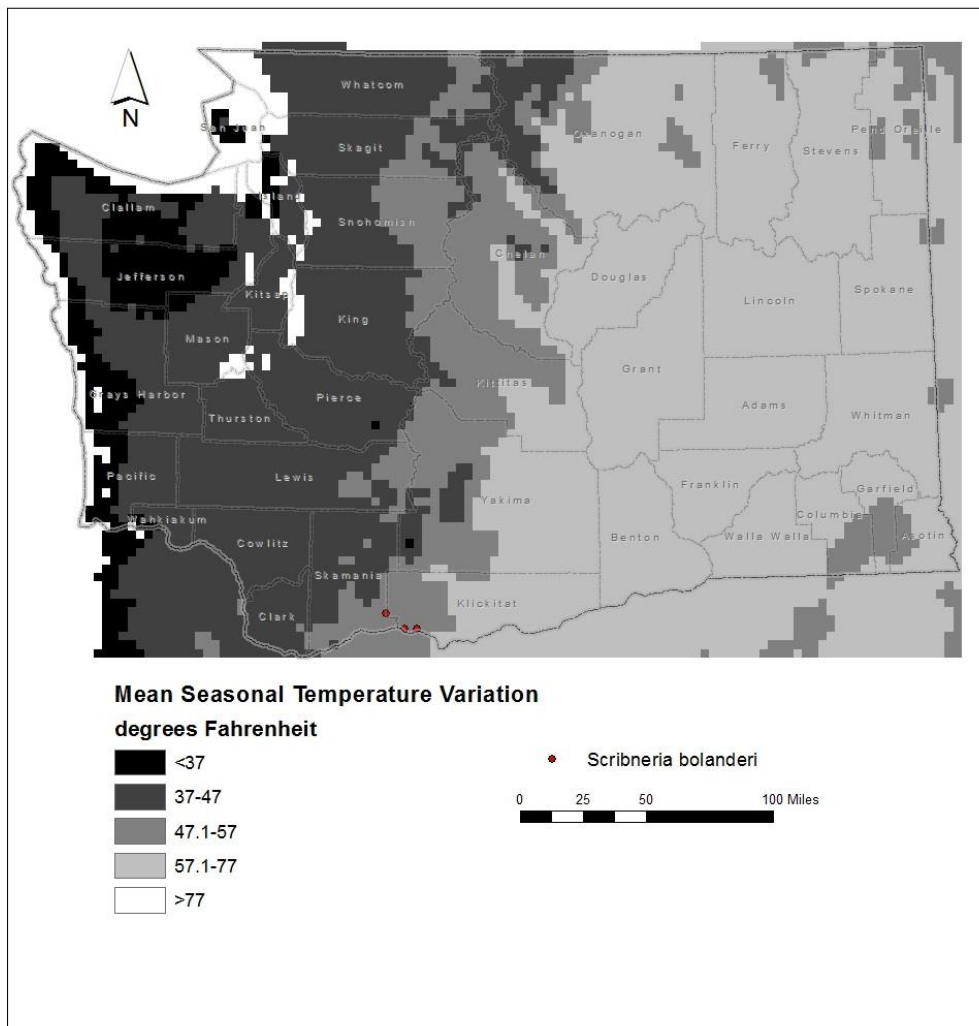 N
Whatcom
San Juan
Skagit
Okanogan
Ferry
Stevens
Pend Oreille
Island
Clallam
Snohomish
Chelan
Jefferson
Kitsap
Douglas
Lincoln
Spokane
King
Mason
Grant
Kittitas
Grays Harbor
Pierce
Thurston
Adams
Whitman
Pacific
Lewis
Yakima
Franklin
Garfield
Columbia
Wahkiakum
Cowlitz
Benton
Walla Walla
Asotin
Skamania
Clark
Klickitat
Mean Seasonal Temperature Variation
degrees Fahrenheit
<37
37-47
47.1-57
57.1-77
>77
Scribneria bolanderi
0 25 50 100 Miles